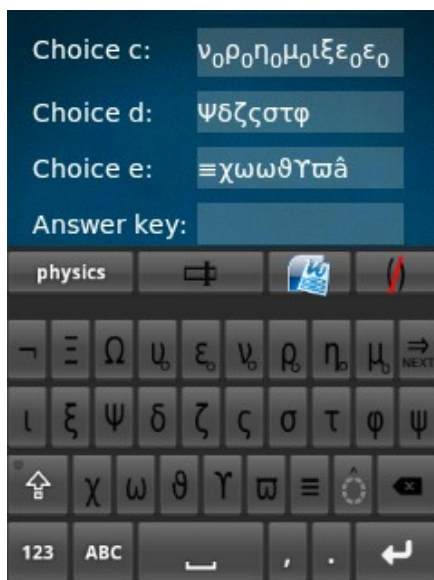 Choice c: ν₀ρ₀η₀μ₀ιξε₀ε₀
Choice d: Ψδζςστφ
Choice e: ≡χωωϑϒϖâ
Answer key:
physics
¬ Ξ Ω υ₀ ε₀ ν₀ ρ₀ η₀ μ₀ ⇒ NEXT
ι ξ Ψ δ ζ ς σ τ φ ψ
χ ω ϑ ϒ ϖ ≡ ◌̂
123 ABC , .